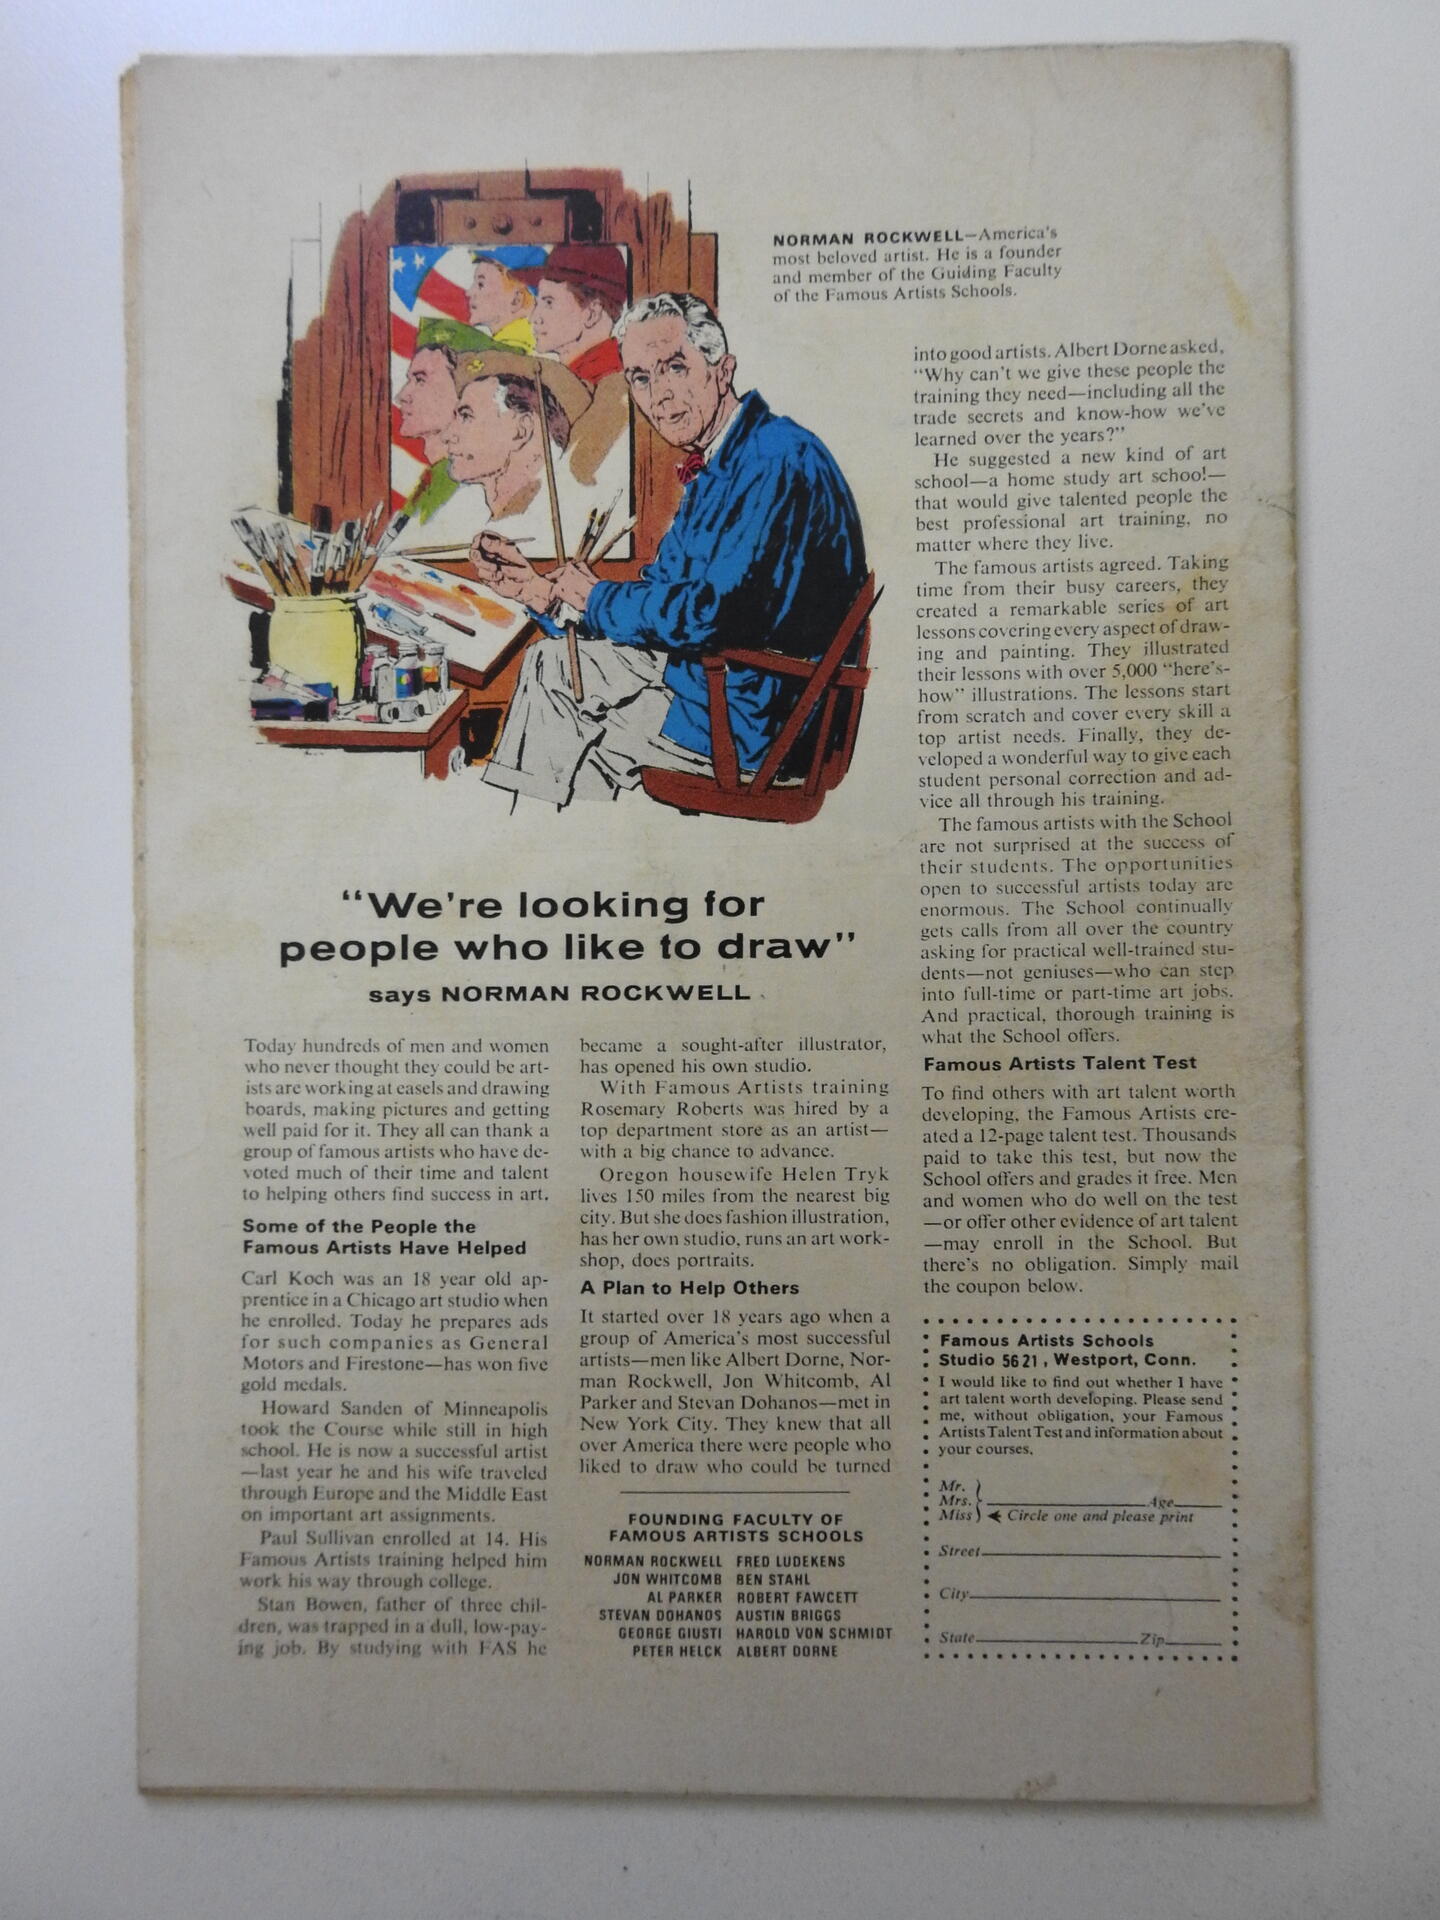 NORMAN ROCKWELL—America's
most beloved artist. He is a founder
and member of the Guiding Faculty
of the Famous Artists Schools.
"We're looking for
people who like to draw"
says NORMAN ROCKWELL
Today hundreds of men and women
who never thought they could be art-
ists are working at easels and drawing
boards, making pictures and getting
well paid for it. They all can thank a
group of famous artists who have de-
voted much of their time and talent
to helping others find success in art.
Some of the People the
Famous Artists Have Helped
Carl Koch was an 18 year old ap-
prentice in a Chicago art studio when
he enrolled. Today he prepares ads
for such companies as General
Motors and Firestone—has won five
gold medals.
Howard Sanden of Minneapolis
took the Course while still in high
school. He is now a successful artist
—last year he and his wife traveled
through Europe and the Middle East
on important art assignments.
Paul Sullivan enrolled at 14. His
Famous Artists training helped him
work his way through college.
Stan Bowen, father of three chil-
dren, was trapped in a dull, low-pay-
ing job. By studying with FAS he
became a sought-after illustrator,
has opened his own studio.
With Famous Artists training
Rosemary Roberts was hired by a
top department store as an artist—
with a big chance to advance.
Oregon housewife Helen Tryk
lives 150 miles from the nearest big
city. But she does fashion illustration,
has her own studio, runs an art work-
shop, does portraits.
A Plan to Help Others
It started over 18 years ago when a
group of America's most successful
artists—men like Albert Dorne, Nor-
man Rockwell, Jon Whitcomb, Al
Parker and Stevan Dohanos—met in
New York City. They knew that all
over America there were people who
liked to draw who could be turned
into good artists. Albert Dorne asked,
"Why can't we give these people the
training they need—including all the
trade secrets and know-how we've
learned over the years?"
He suggested a new kind of art
school—a home study art school—
that would give talented people the
best professional art training, no
matter where they live.
The famous artists agreed. Taking
time from their busy careers, they
created a remarkable series of art
lessons covering every aspect of draw-
ing and painting. They illustrated
their lessons with over 5,000 "here's-
how" illustrations. The lessons start
from scratch and cover every skill a
top artist needs. Finally, they de-
veloped a wonderful way to give each
student personal correction and ad-
vice all through his training.
The famous artists with the School
are not surprised at the success of
their students. The opportunities
open to successful artists today are
enormous. The School continually
gets calls from all over the country
asking for practical well-trained stu-
dents—not geniuses—who can step
into full-time or part-time art jobs.
And practical, thorough training is
what the School offers.
Famous Artists Talent Test
To find others with art talent worth
developing, the Famous Artists cre-
ated a 12-page talent test. Thousands
paid to take this test, but now the
School offers and grades it free. Men
and women who do well on the test
—or offer other evidence of art talent
—may enroll in the School. But
there's no obligation. Simply mail
the coupon below.
FOUNDING FACULTY OF
FAMOUS ARTISTS SCHOOLS
NORMAN ROCKWELL FRED LUDEKENS
JON WHITCOMB BEN STAHL
AL PARKER ROBERT FAWCETT
STEVAN DOHANOS AUSTIN BRIGGS
GEORGE GIUSTI HAROLD VON SCHMIDT
PETER HELCK ALBERT DORNE
Famous Artists Schools
Studio 5621, Westport, Conn.
I would like to find out whether I have
art talent worth developing. Please send
me, without obligation, your Famous
Artists Talent Test and information about
your courses.
Mr.
Mrs. Age
Miss Circle one and please print
Street
City
State Zip